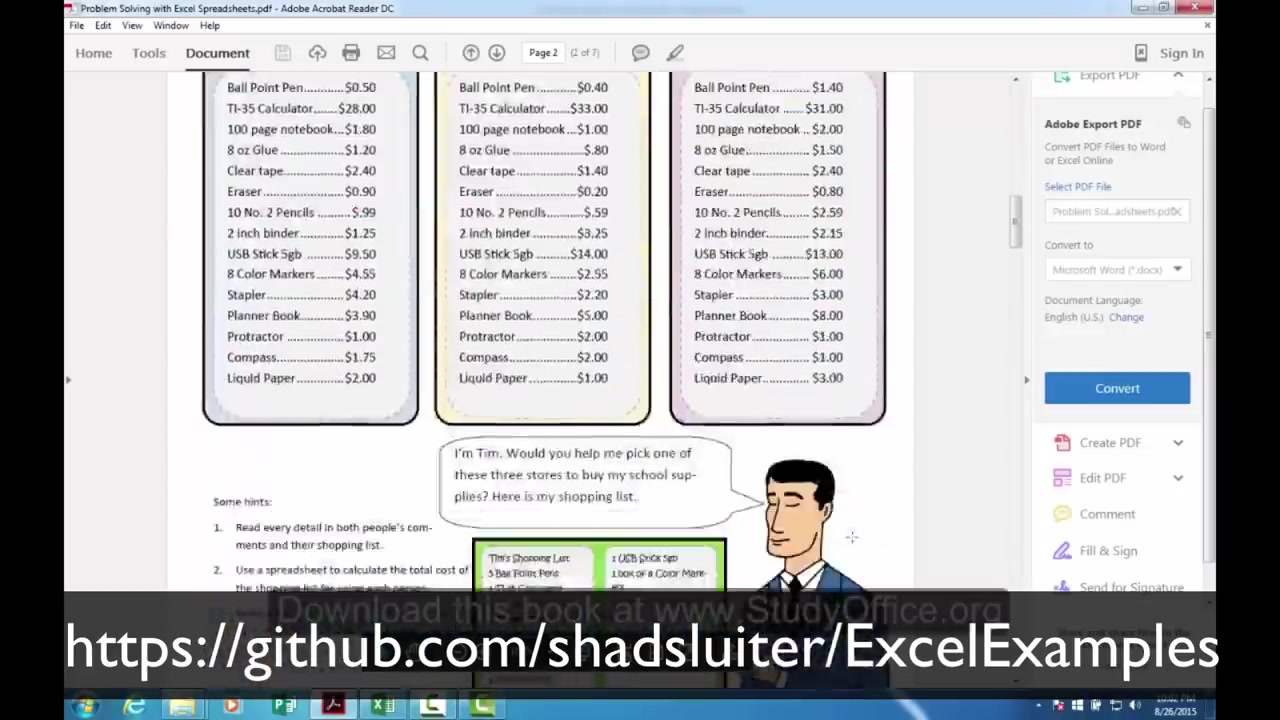 Problem Solving with Excel Spreadsheets.pdf - Adobe Acrobat Reader DC
File Edit View Window Help
Home Tools Document Page 2 (2 of 7) Sign In
Ball Point Pen...........$0.50
TI-35 Calculator.......$28.00
100 page notebook...$1.80
8 oz Glue ................$1.20
Clear tape................$2.40
Eraser......................$0.90
10 No. 2 Pencils .......$.99
2 inch binder............$1.25
USB Stick 5gb ..........$9.50
8 Color Markers .......$4.55
Stapler ....................$4.20
Planner Book............$3.90
Protractor ................$1.00
Compass...................$1.75
Liquid Paper.............$2.00
Ball Point Pen...........$0.40
TI-35 Calculator .......$33.00
100 page notebook...$1.00
8 oz Glue ..................$.80
Clear tape................$1.40
Eraser......................$0.20
10 No. 2 Pencils........$.59
2 inch binder............$3.25
USB Stick 5gb ..........$14.00
8 Color Markers .......$2.95
Stapler ....................$2.20
Planner Book............$5.00
Protractor ................$2.00
Compass...................$2.00
Liquid Paper.............$1.00
Ball Point Pen........... $1.40
TI-35 Calculator ...... $31.00
100 page notebook .. $2.00
8 oz Glue.................. $1.50
Clear tape................ $2.40
Eraser...................... $0.80
10 No. 2 Pencils........ $2.59
2 inch binder............ $2.15
USB Stick 5gb .......... $13.00
8 Color Markers ....... $6.00
Stapler .................... $3.00
Planner Book............ $8.00
Protractor ................ $1.00
Compass .................. $1.00
Liquid Paper............. $3.00
I'm Tim. Would you help me pick one of
these three stores to buy my school sup-
plies? Here is my shopping list.
Some hints:
1. Read every detail in both people's com-
ments and their shopping list.
2. Use a spreadsheet to calculate the total cost of
Tim's Shopping List
5 Ball Point Pens
1 USB Stick 5gb
1 box of 8 Color Mark-
Export PDF
Adobe Export PDF
Convert PDF Files to Word
or Excel Online
Select PDF File
Problem Sol...adsheets.pdf
Convert to
Microsoft Word (*.docx)
Document Language:
English (U.S.) Change
Convert
Create PDF
Edit PDF
Comment
Fill & Sign
Send for Signature
Download this book at www.StudyOffice.org
https://github.com/shadsluiter/ExcelExamples
10:02 PM
8/26/2015